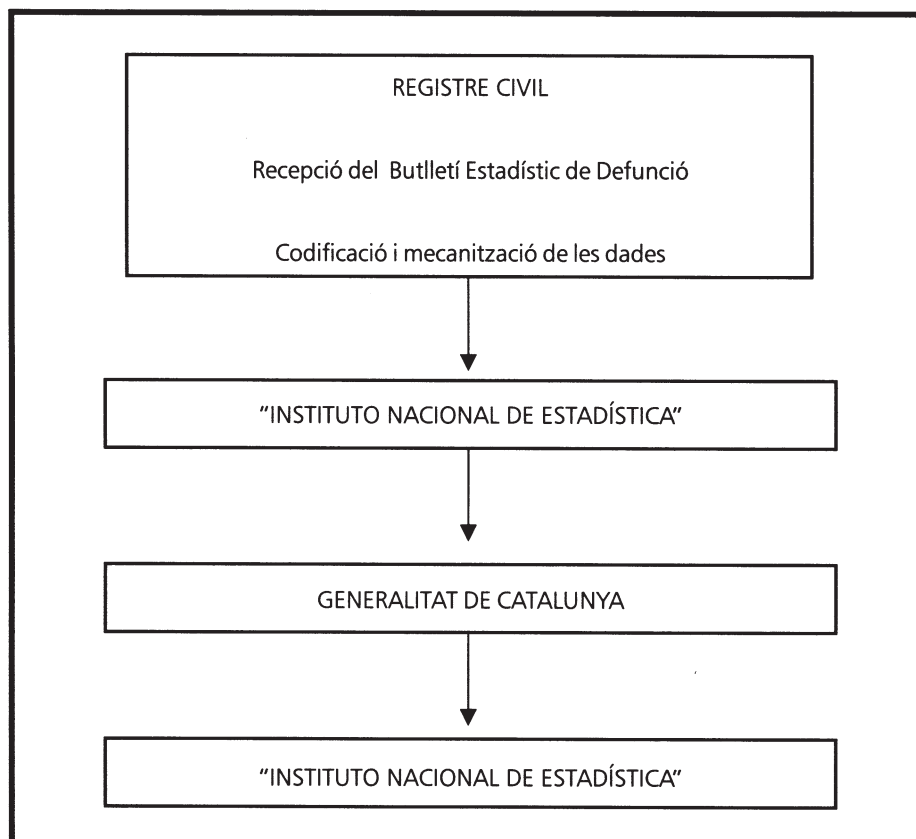 REGISTRE CIVIL
Recepció del Butlletí Estadístic de Defunció
Codificació i mecanització de les dades
"INSTITUTO NACIONAL DE ESTADÍSTICA"
GENERALITAT DE CATALUNYA
"INSTITUTO NACIONAL DE ESTADÍSTICA"